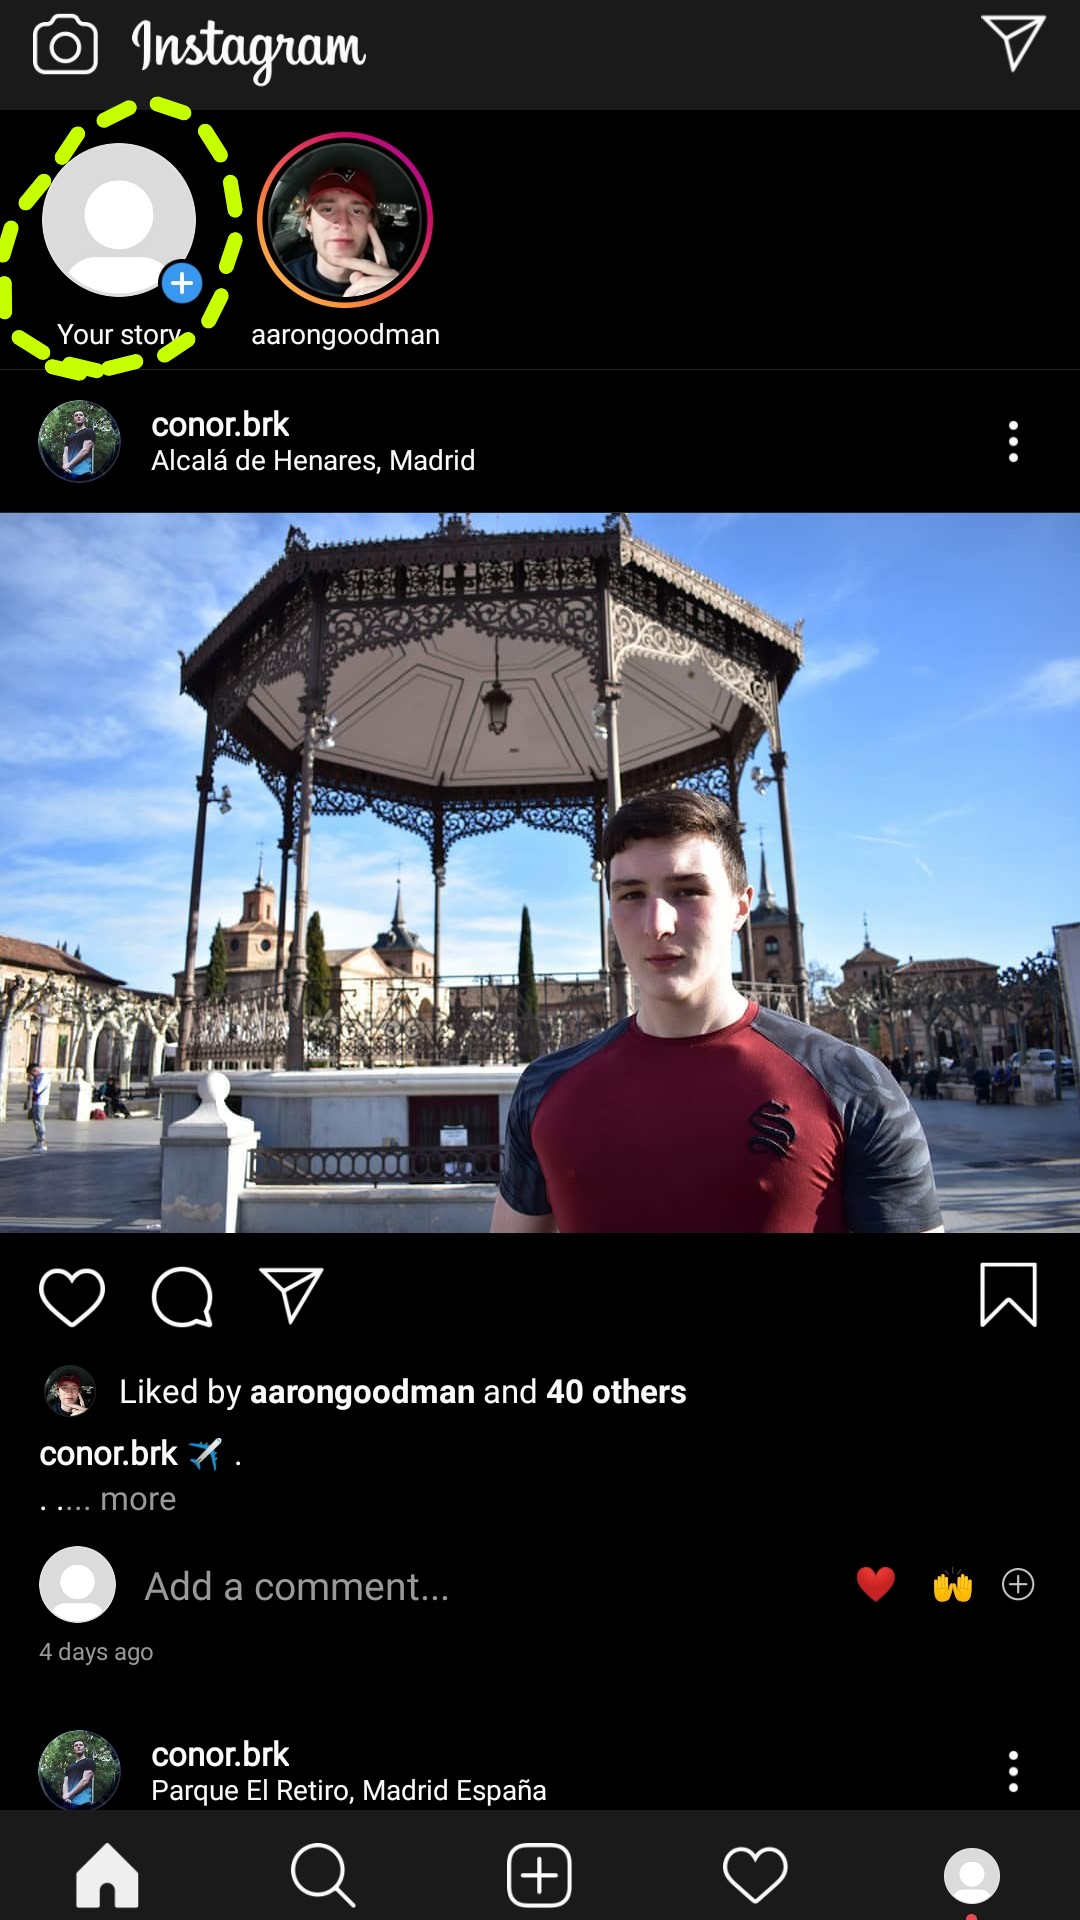 Instagram
Your story
aarongoodman
conor.brk
Alcalá de Henares, Madrid
Liked by aarongoodman and 40 others
conor.brk ✈️ .
. .... more
Add a comment...
4 days ago
conor.brk
Parque El Retiro, Madrid España